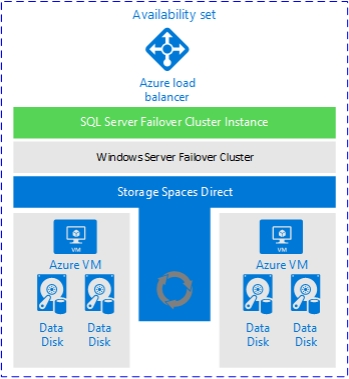 Availability set
Azure load
balancer
SQL Server Failover Cluster Instance
Windows Server Failover Cluster
Storage Spaces Direct
VM
Azure VM
Data
Disk
Data
Disk
VM
Azure VM
Data
Disk
Data
Disk